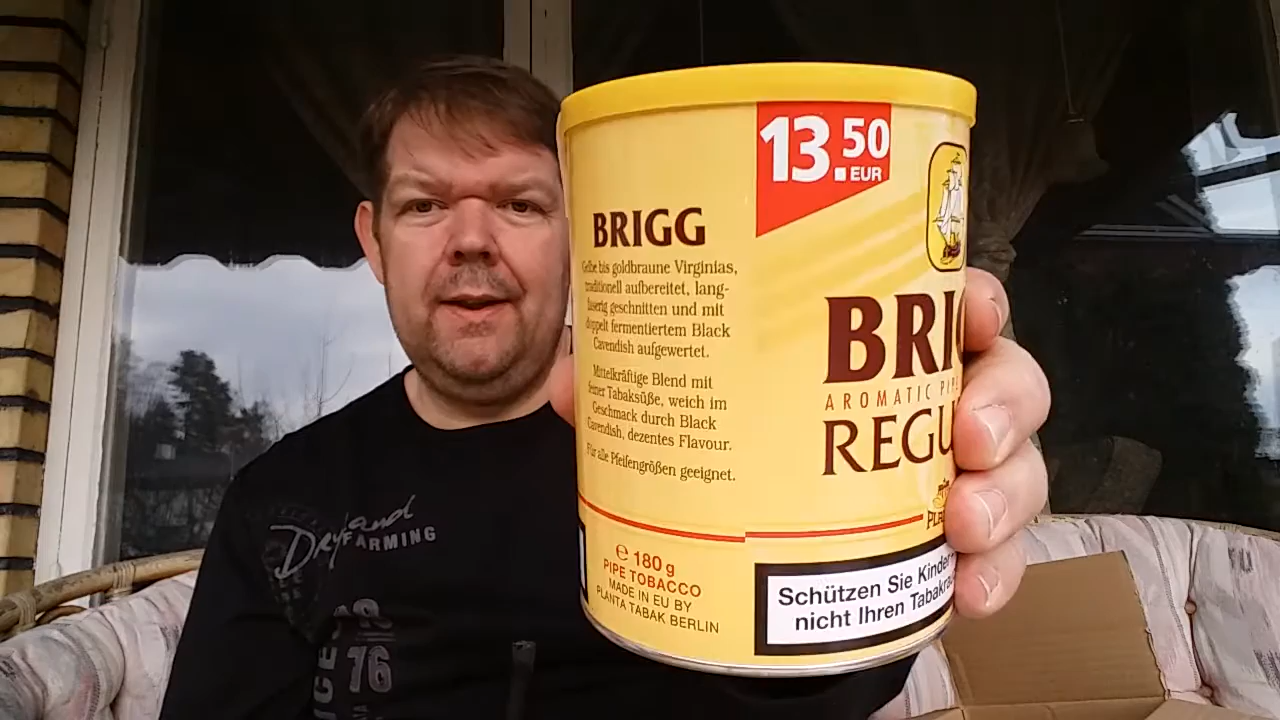 13.50
EUR
BRIGG
Gelbe bis goldbraune Virginias,
traditionell aufbereitet, lang-
faserig geschnitten und mit
doppelt fermentiertem Black
Cavendish aufgewertet.
Mittelkräftige Blend mit
feiner Tabaksüße, weich im
Geschmack durch Black
Cavendish, dezentes Flavour.
Für alle Pfeifengrößen geeignet.
BRI
AROMATIC PI
REGU
e 180 g
PIPE TOBACCO
MADE IN EU BY
PLANTA TABAK BERLIN
Schützen Sie Kinder
nicht Ihren Tabakra
Dryland
FARMING
76